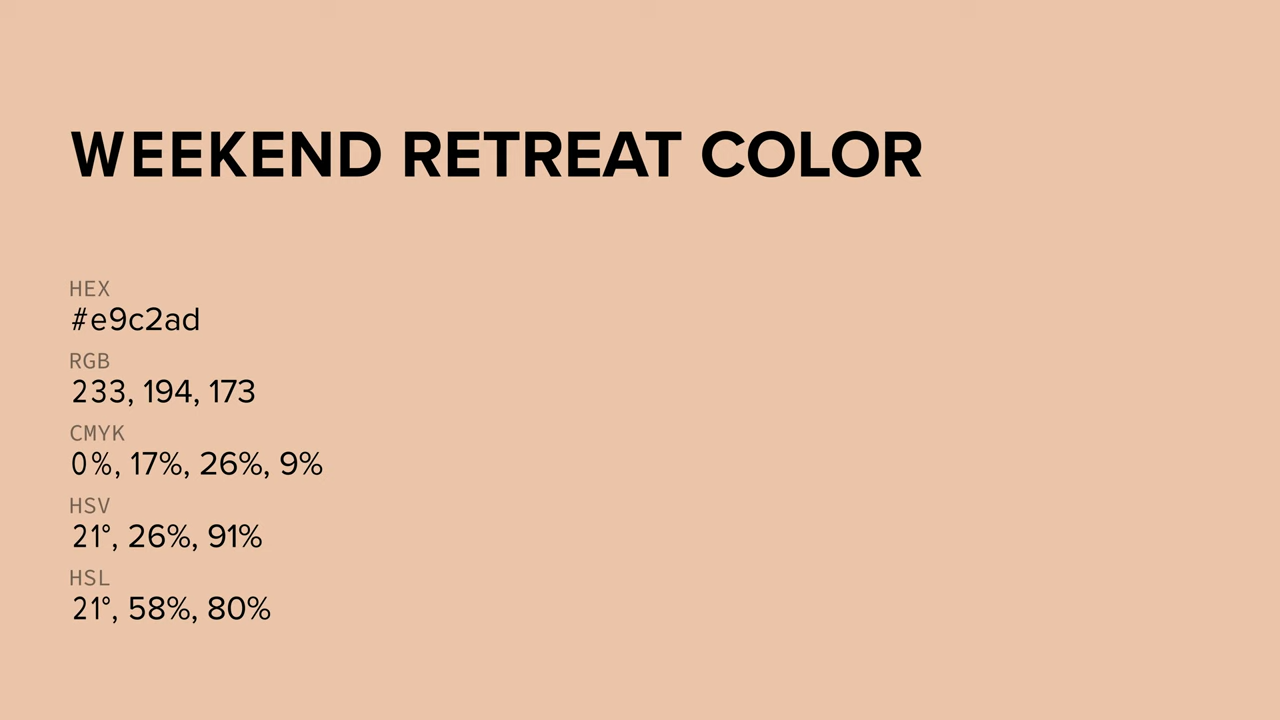 WEEKEND RETREAT COLOR
HEX
#e9c2ad
RGB
233, 194, 173
CMYK
0%, 17%, 26%, 9%
HSV
21°, 26%, 91%
HSL
21°, 58%, 80%